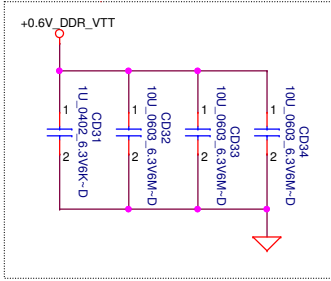 +0.6V_DDR_VTT
1
2
CD31
1U_0402_6.3V6K~D
1
2
CD32
10U_0603_6.3V6M~D
1
2
CD33
10U_0603_6.3V6M~D
1
2
CD34
10U_0603_6.3V6M~D